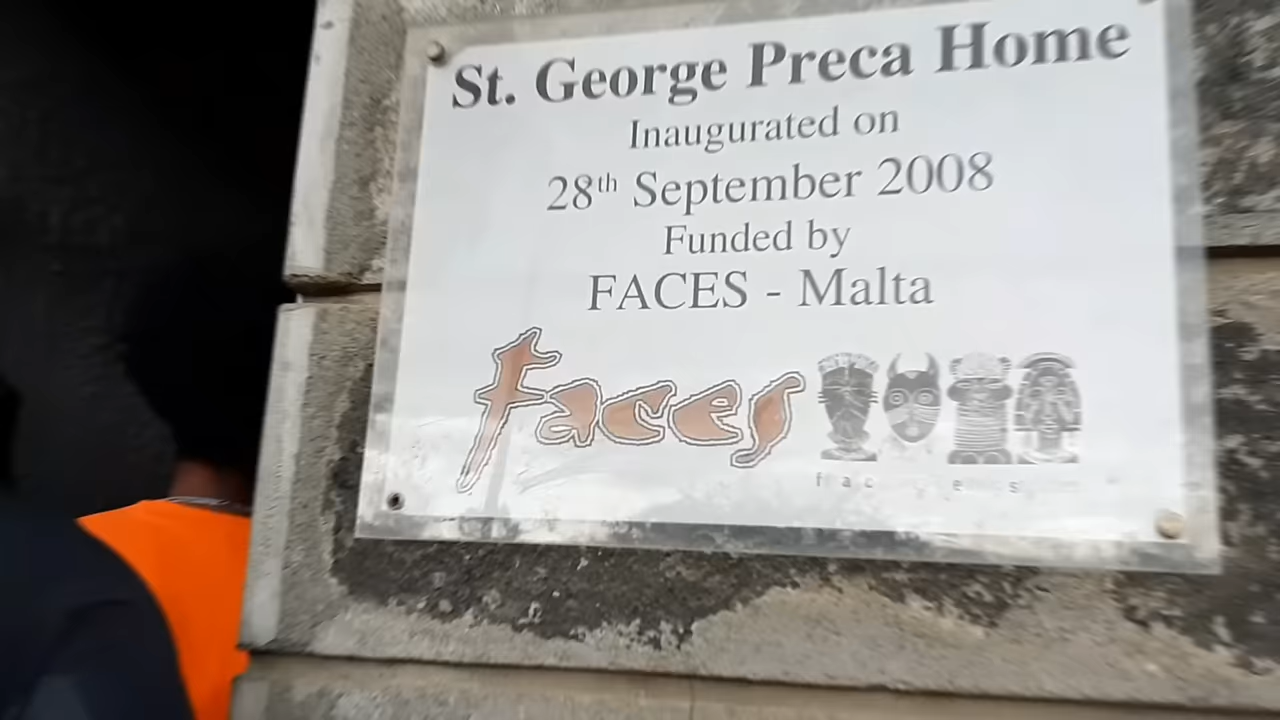 St. George Preca Home
Inaugurated on
28th September 2008
Funded by
FACES - Malta
faces
f a c e s